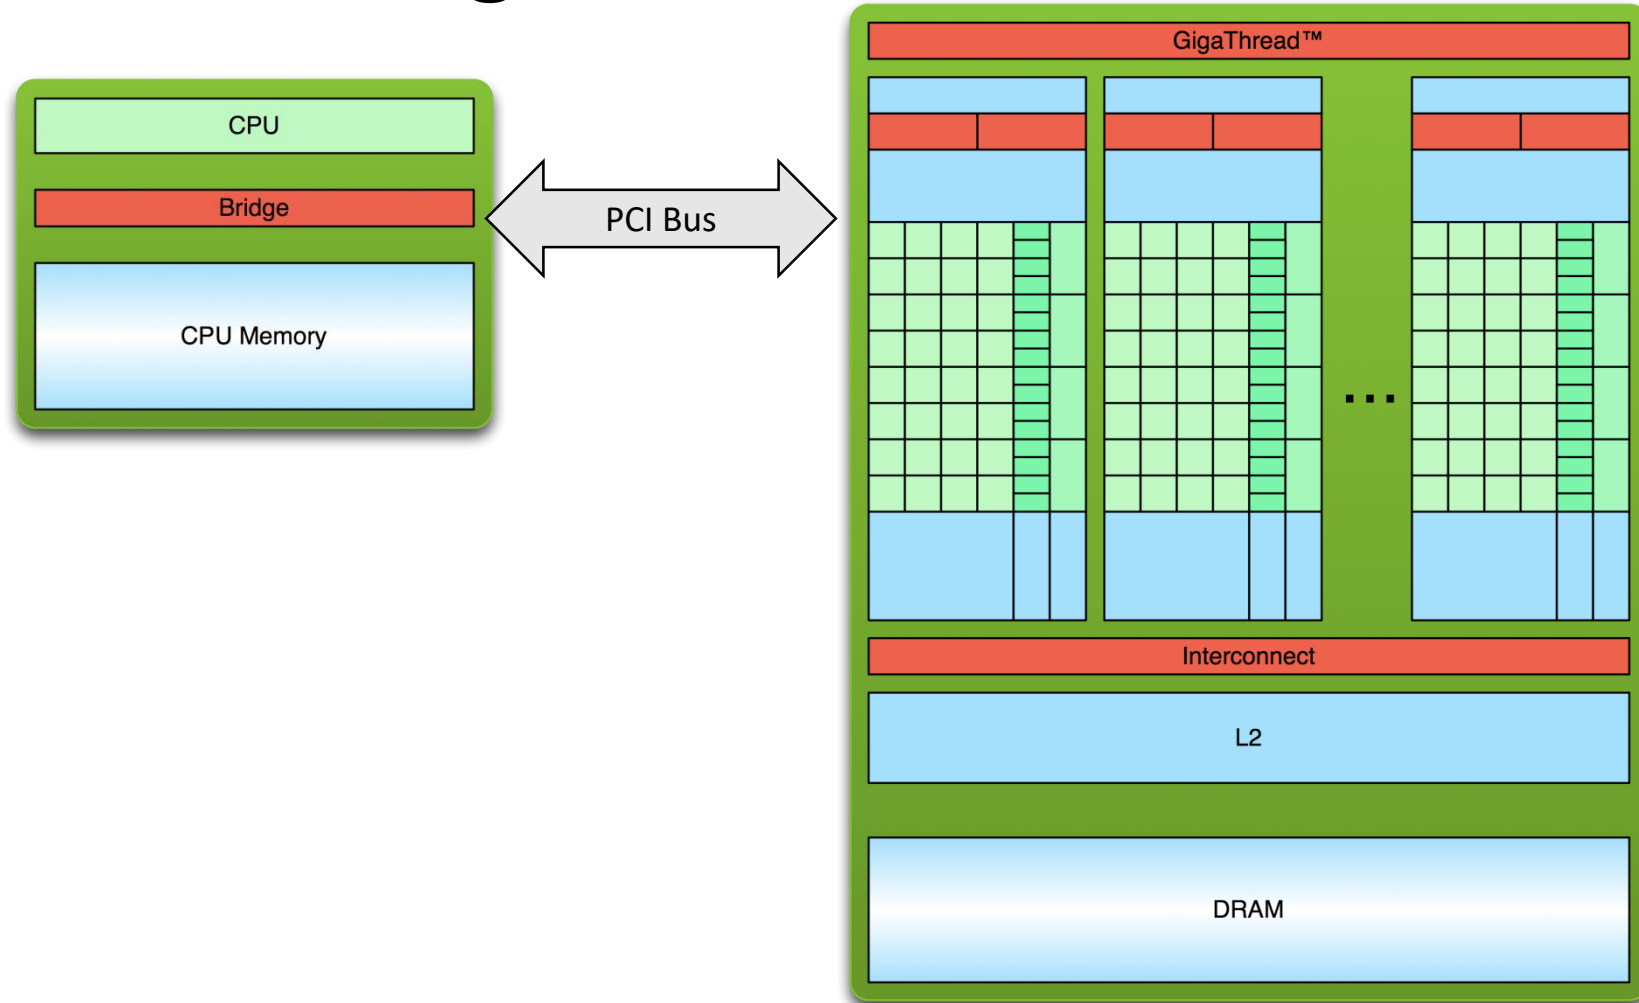 CPU
Bridge
CPU Memory
PCI Bus
GigaThread™
...
Interconnect
L2
DRAM